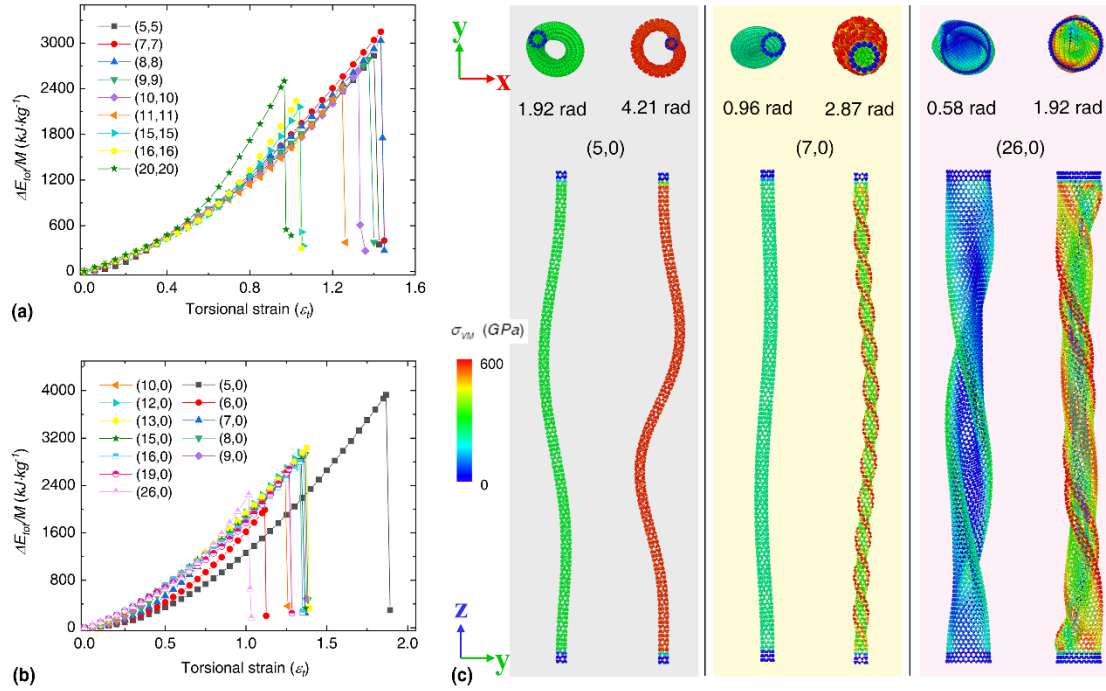 3000
2400
1800
1200
600
0
ΔE_tot/M (kJ·kg⁻¹)
(5,5)
(7,7)
(8,8)
(9,9)
(10,10)
(11,11)
(15,15)
(16,16)
(20,20)
0.0 0.4 0.8 1.2 1.6
Torsional strain (ε_t)
(a)
4000
3200
2400
1600
800
0
ΔE_tot/M (kJ·kg⁻¹)
(10,0) (5,0)
(12,0) (6,0)
(13,0) (7,0)
(15,0) (8,0)
(16,0) (9,0)
(19,0)
(26,0)
0.0 0.5 1.0 1.5 2.0
Torsional strain (ε_t)
(b)
y
x
1.92 rad 4.21 rad 0.96 rad 2.87 rad 0.58 rad 1.92 rad
(5,0) (7,0) (26,0)
σ_VM (GPa)
600
0
z
y
(c)